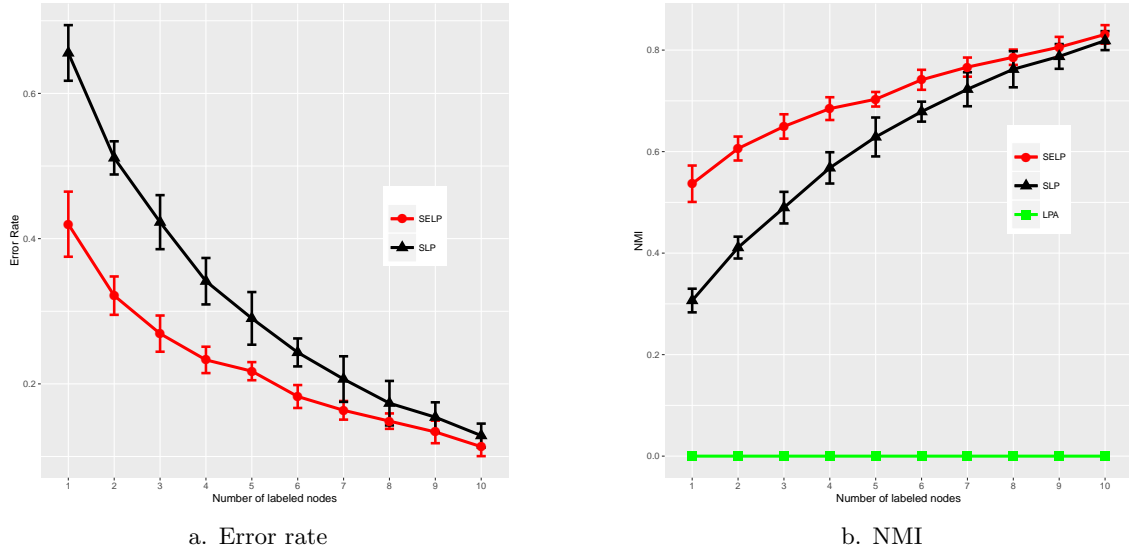 0.6
0.4
0.2
Error Rate
1 2 3 4 5 6 7 8 9 10
Number of labeled nodes
SELP
SLP
a. Error rate
0.8
0.6
0.4
0.2
0.0
NMI
1 2 3 4 5 6 7 8 9 10
Number of labeled nodes
SELP
SLP
LPA
b. NMI